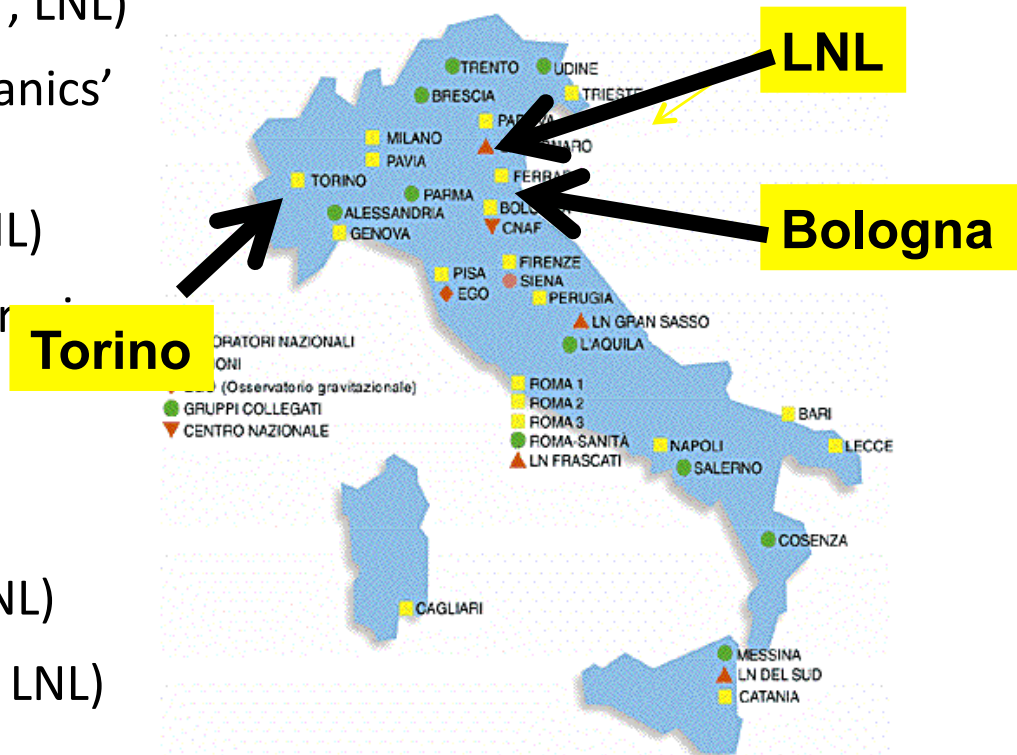 , LNL)
anics'
NL)
NL)
LNL)
LNL
Bologna
Torino
TRENTO
UDINE
BRESCIA
TRIESTE
MILANO
PAVIA
TORINO
PARMA
ALESSANDRIA
GENOVA
CNAF
FIRENZE
PISA
SIENA
EGO
PERUGIA
LN GRAN SASSO
L'AQUILA
ORATORI NAZIONALI
IONI
(Osservatorio gravitazionale)
GRUPPI COLLEGATI
CENTRO NAZIONALE
ROMA 1
ROMA 2
ROMA 3
ROMA-SANITÀ
LN FRASCATI
BARI
NAPOLI
LECCE
SALERNO
COSENZA
CAGLIARI
MESSINA
LN DEL SUD
CATANIA